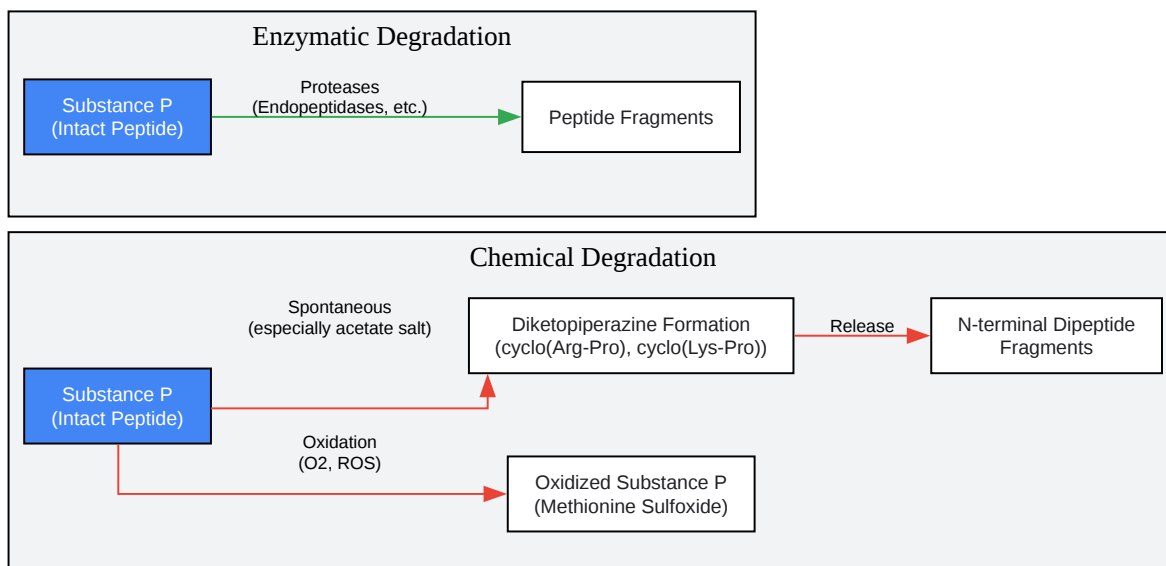 Enzymatic Degradation
Substance P
(Intact Peptide)
Proteases
(Endopeptidases, etc.)
Peptide Fragments
Chemical Degradation
Spontaneous
(especially acetate salt)
Diketopiperazine Formation
(cyclo(Arg-Pro), cyclo(Lys-Pro))
Release
N-terminal Dipeptide
Fragments
Substance P
(Intact Peptide)
Oxidation
(O2, ROS)
Oxidized Substance P
(Methionine Sulfoxide)